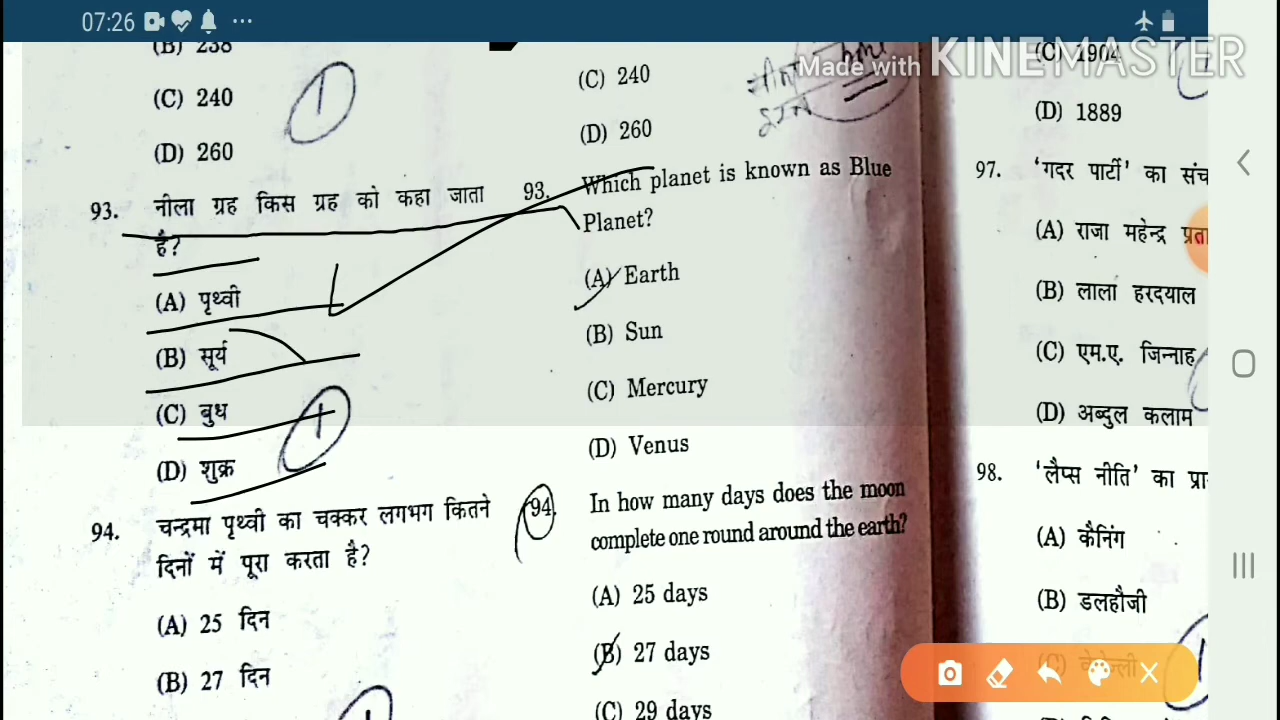 07:26
Made with KINEMASTER
(B) 238
(C) 240
(D) 260
93. नीला ग्रह किस ग्रह को कहा जाता
है?
(A) पृथ्वी
(B) सूर्य
(C) बुध
(D) शुक्र
94. चन्द्रमा पृथ्वी का चक्कर लगभग कितने
दिनों में पूरा करता है?
(A) 25 दिन
(B) 27 दिन
(C) 240
(D) 260
93. Which planet is known as Blue
Planet?
(A) Earth
(B) Sun
(C) Mercury
(D) Venus
94. In how many days does the moon
complete one round around the earth?
(A) 25 days
(B) 27 days
(C) 29 days
(C) 1904
(D) 1889
97. 'गदर पार्टी' का संच
(A) राजा महेन्द्र प्रता
(B) लाला हरदयाल
(C) एम.ए. जिन्नाह
(D) अब्दुल कलाम
98. 'लैप्स नीति' का प्रा
(A) कैनिंग
(B) डलहौजी